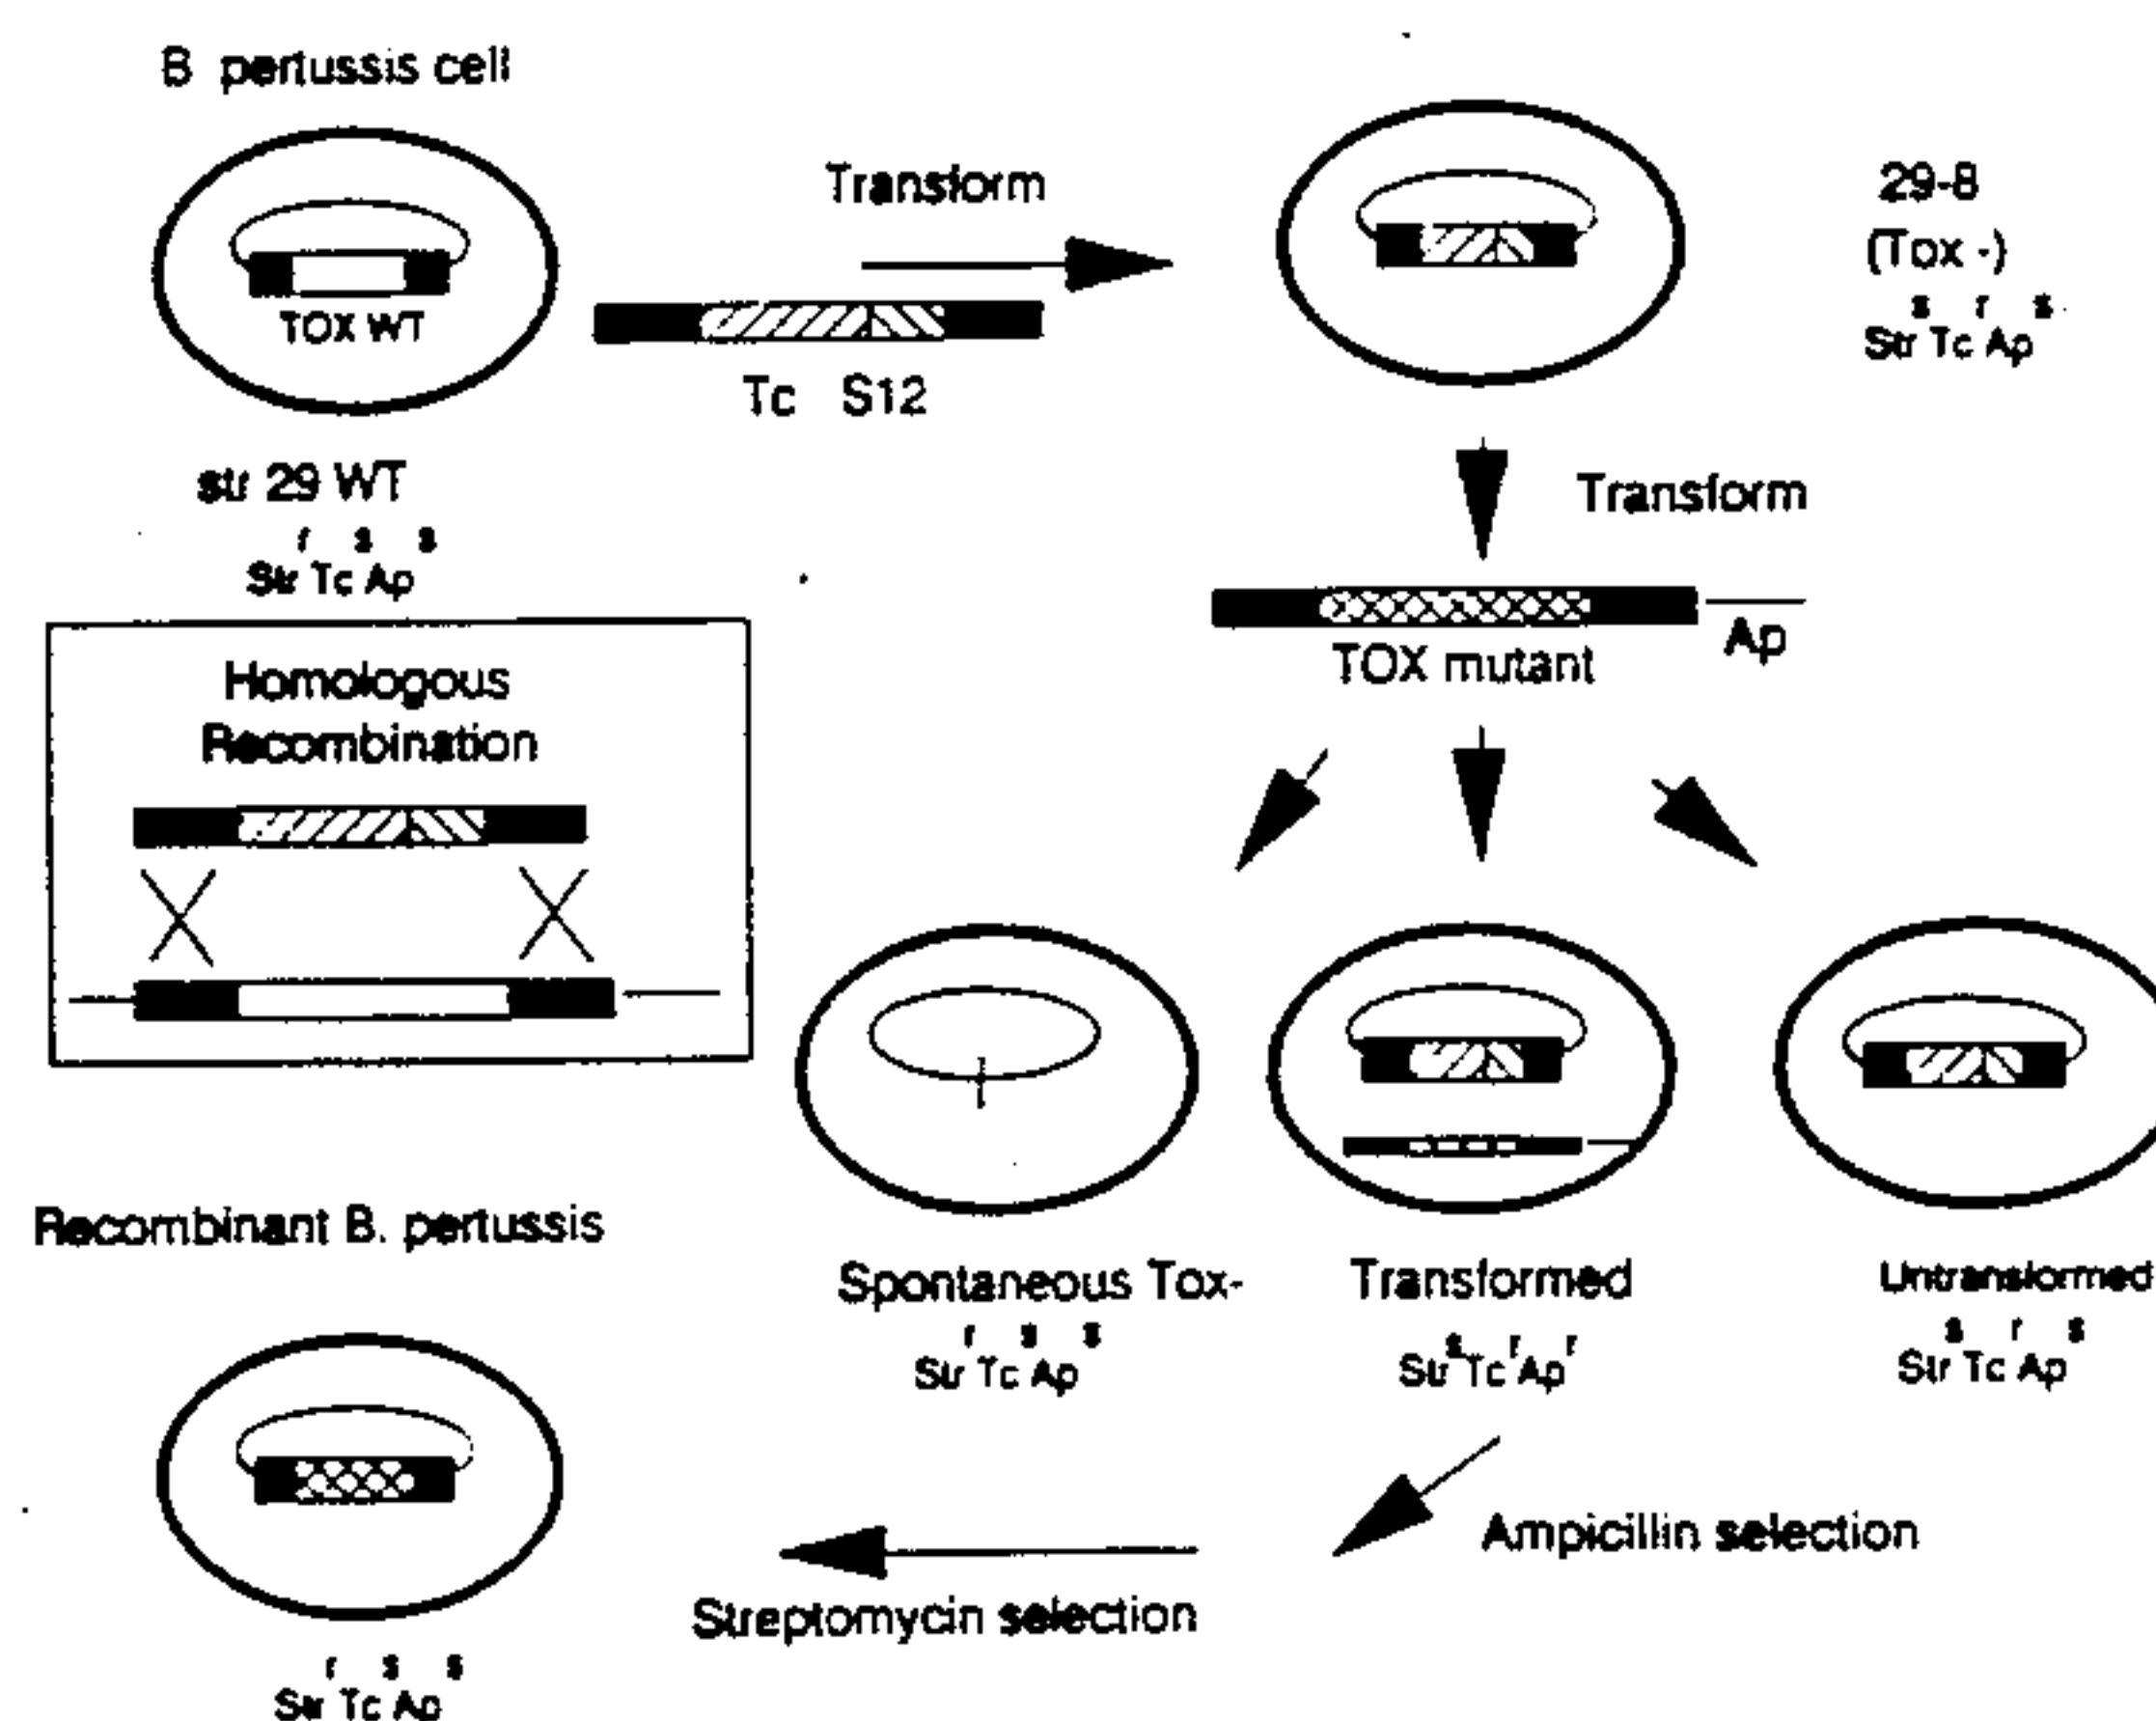 B pertussis cell
TOX WT
str 29 WT
r s s
Str Tc Ap
Transform
Tc S12
29-8
(Tox -)
s r s
Str Tc Ap
Transform
TOX mutant
Ap
Homologous
Recombination
Spontaneous Tox-
r s s
Str Tc Ap
Transformed
s r r
Str Tc Ap
Untransformed
s r s
Str Tc Ap
Ampicillin selection
Streptomycin selection
Recombinant B. pertussis
r s s
Str Tc Ap